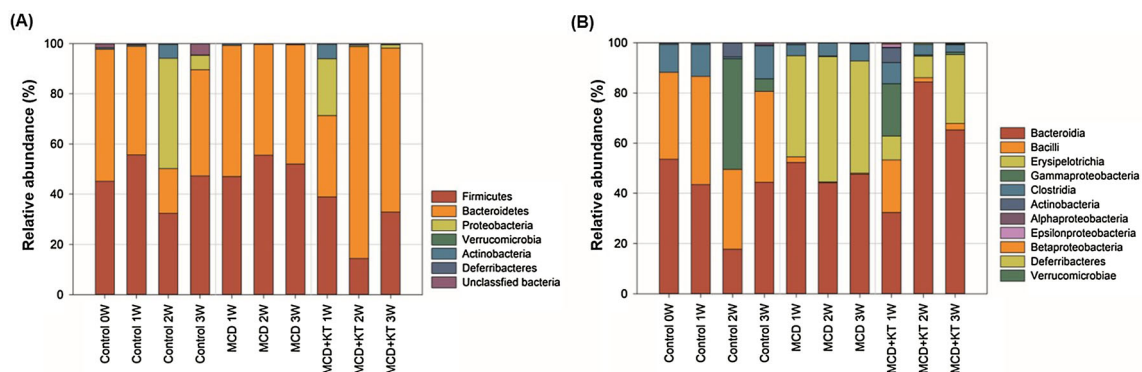 (A)
Relative abundance (%)
100
80
60
40
20
0
Control 0W
Control 1W
Control 2W
Control 3W
MCD 1W
MCD 2W
MCD 3W
MCD+KT 1W
MCD+KT 2W
MCD+KT 3W
Firmicutes
Bacteroidetes
Proteobacteria
Verrucomicrobia
Actinobacteria
Deferribacteres
Unclassfied bacteria
(B)
Relative abundance (%)
100
80
60
40
20
0
Control 0W
Control 1W
Control 2W
Control 3W
MCD 1W
MCD 2W
MCD 3W
MCD+KT 1W
MCD+KT 2W
MCD+KT 3W
Bacteroidia
Bacilli
Erysipelotrichia
Gammaproteobacteria
Clostridia
Actinobacteria
Alphaproteobacteria
Epsilonproteobacteria
Betaproteobacteria
Deferribacteres
Verrucomicrobiae